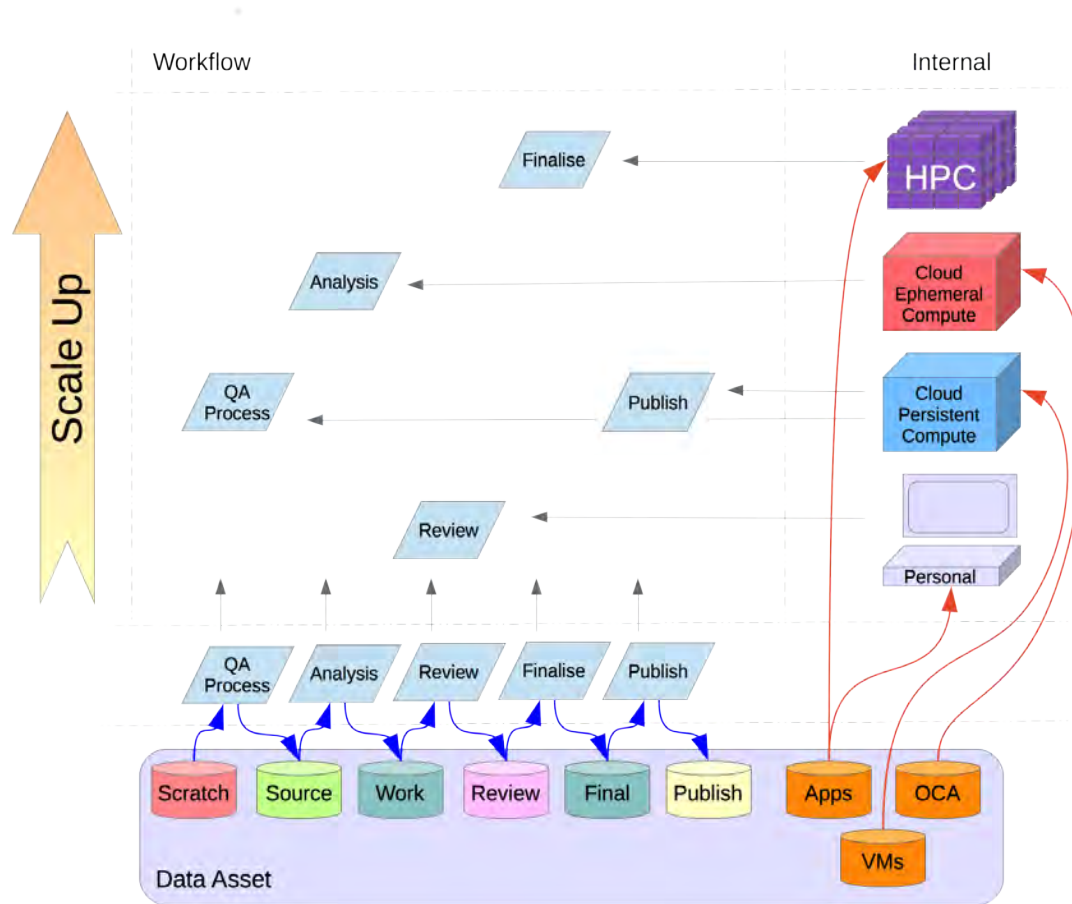 Workflow
Internal
Scale Up
Finalise
HPC
Analysis
Cloud
Ephemeral
Compute
QA
Process
Publish
Cloud
Persistent
Compute
Review
Personal
QA
Process
Analysis
Review
Finalise
Publish
Scratch
Source
Work
Review
Final
Publish
Apps
OCA
VMs
Data Asset